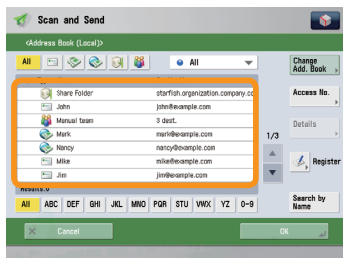 Scan and Send
<Address Book (Local)>
All
All
Change
Add. Book
Share Folder starfish.organization.company.co
John john@example.com
Manual team 3 dest.
Mark mark@example.com
Nancy nancy@example.com
Mike mike@example.com
Jim jim@example.com
Access No.
Details
1/3
Register
All ABC DEF GHI JKL MNO PQR STU VWX YZ 0-9
Search by
Name
Cancel
OK